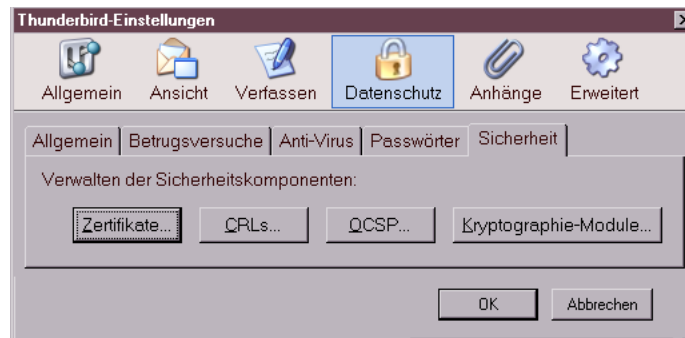 Thunderbird-Einstellungen
Allgemein Ansicht Verfassen Datenschutz Anhänge Erweitert
Allgemein Betrugsversuche Anti-Virus Passwörter Sicherheit
Verwalten der Sicherheitskomponenten:
Zertifikate... CRLs... OCSP... Kryptographie-Module...
OK Abbrechen